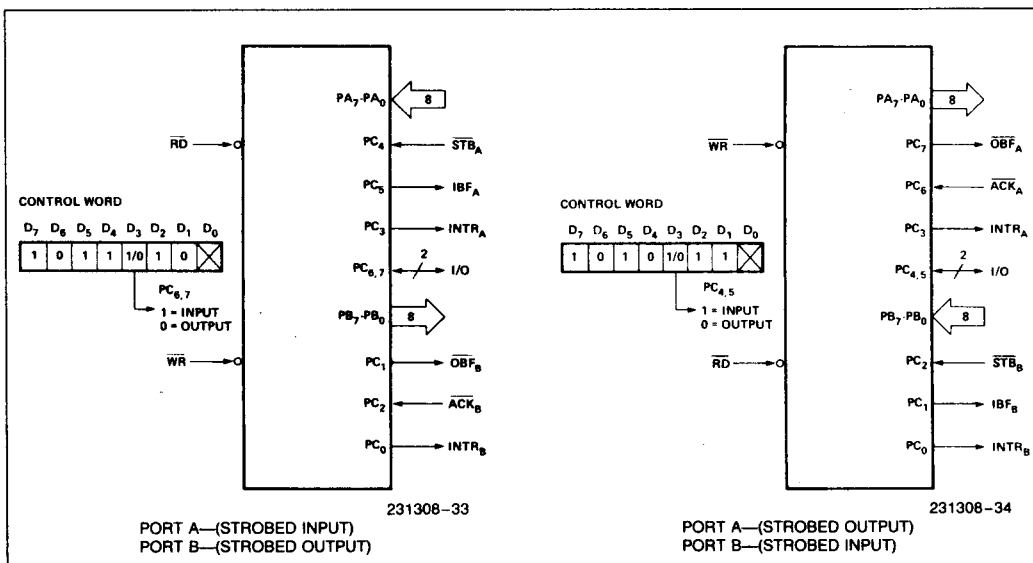 PA7-PA0
8
RD
PC4
STBA
PC5
IBFA
CONTROL WORD
D7 D6 D5 D4 D3 D2 D1 D0
1 0 1 1 1/0 1 0 X
PC3
INTRA
PC6,7
2
I/O
PC6,7
1 = INPUT
0 = OUTPUT
PB7-PB0
8
WR
PC1
OBFB
PC2
ACKB
PC0
INTRB
231308-33
PORT A—(STROBED INPUT)
PORT B—(STROBED OUTPUT)
PA7-PA0
8
WR
PC7
OBFA
PC6
ACKA
CONTROL WORD
D7 D6 D5 D4 D3 D2 D1 D0
1 0 1 0 1/0 1 1 X
PC3
INTRA
PC4,5
2
I/O
PC4,5
1 = INPUT
0 = OUTPUT
PB7-PB0
8
RD
PC2
STBB
PC1
IBFB
PC0
INTRB
231308-34
PORT A—(STROBED OUTPUT)
PORT B—(STROBED INPUT)